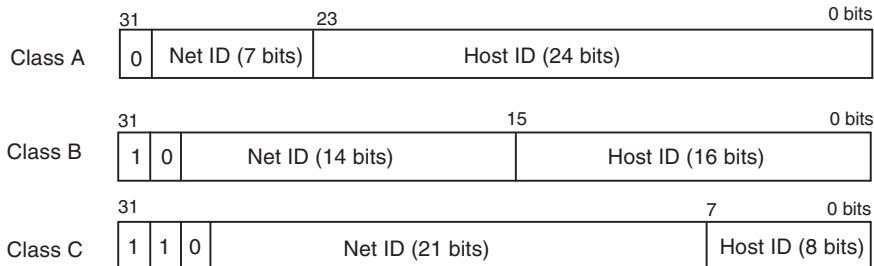 31 23 0 bits
Class A 0 Net ID (7 bits) Host ID (24 bits)
31 15 0 bits
Class B 1 0 Net ID (14 bits) Host ID (16 bits)
31 7 0 bits
Class C 1 1 0 Net ID (21 bits) Host ID (8 bits)